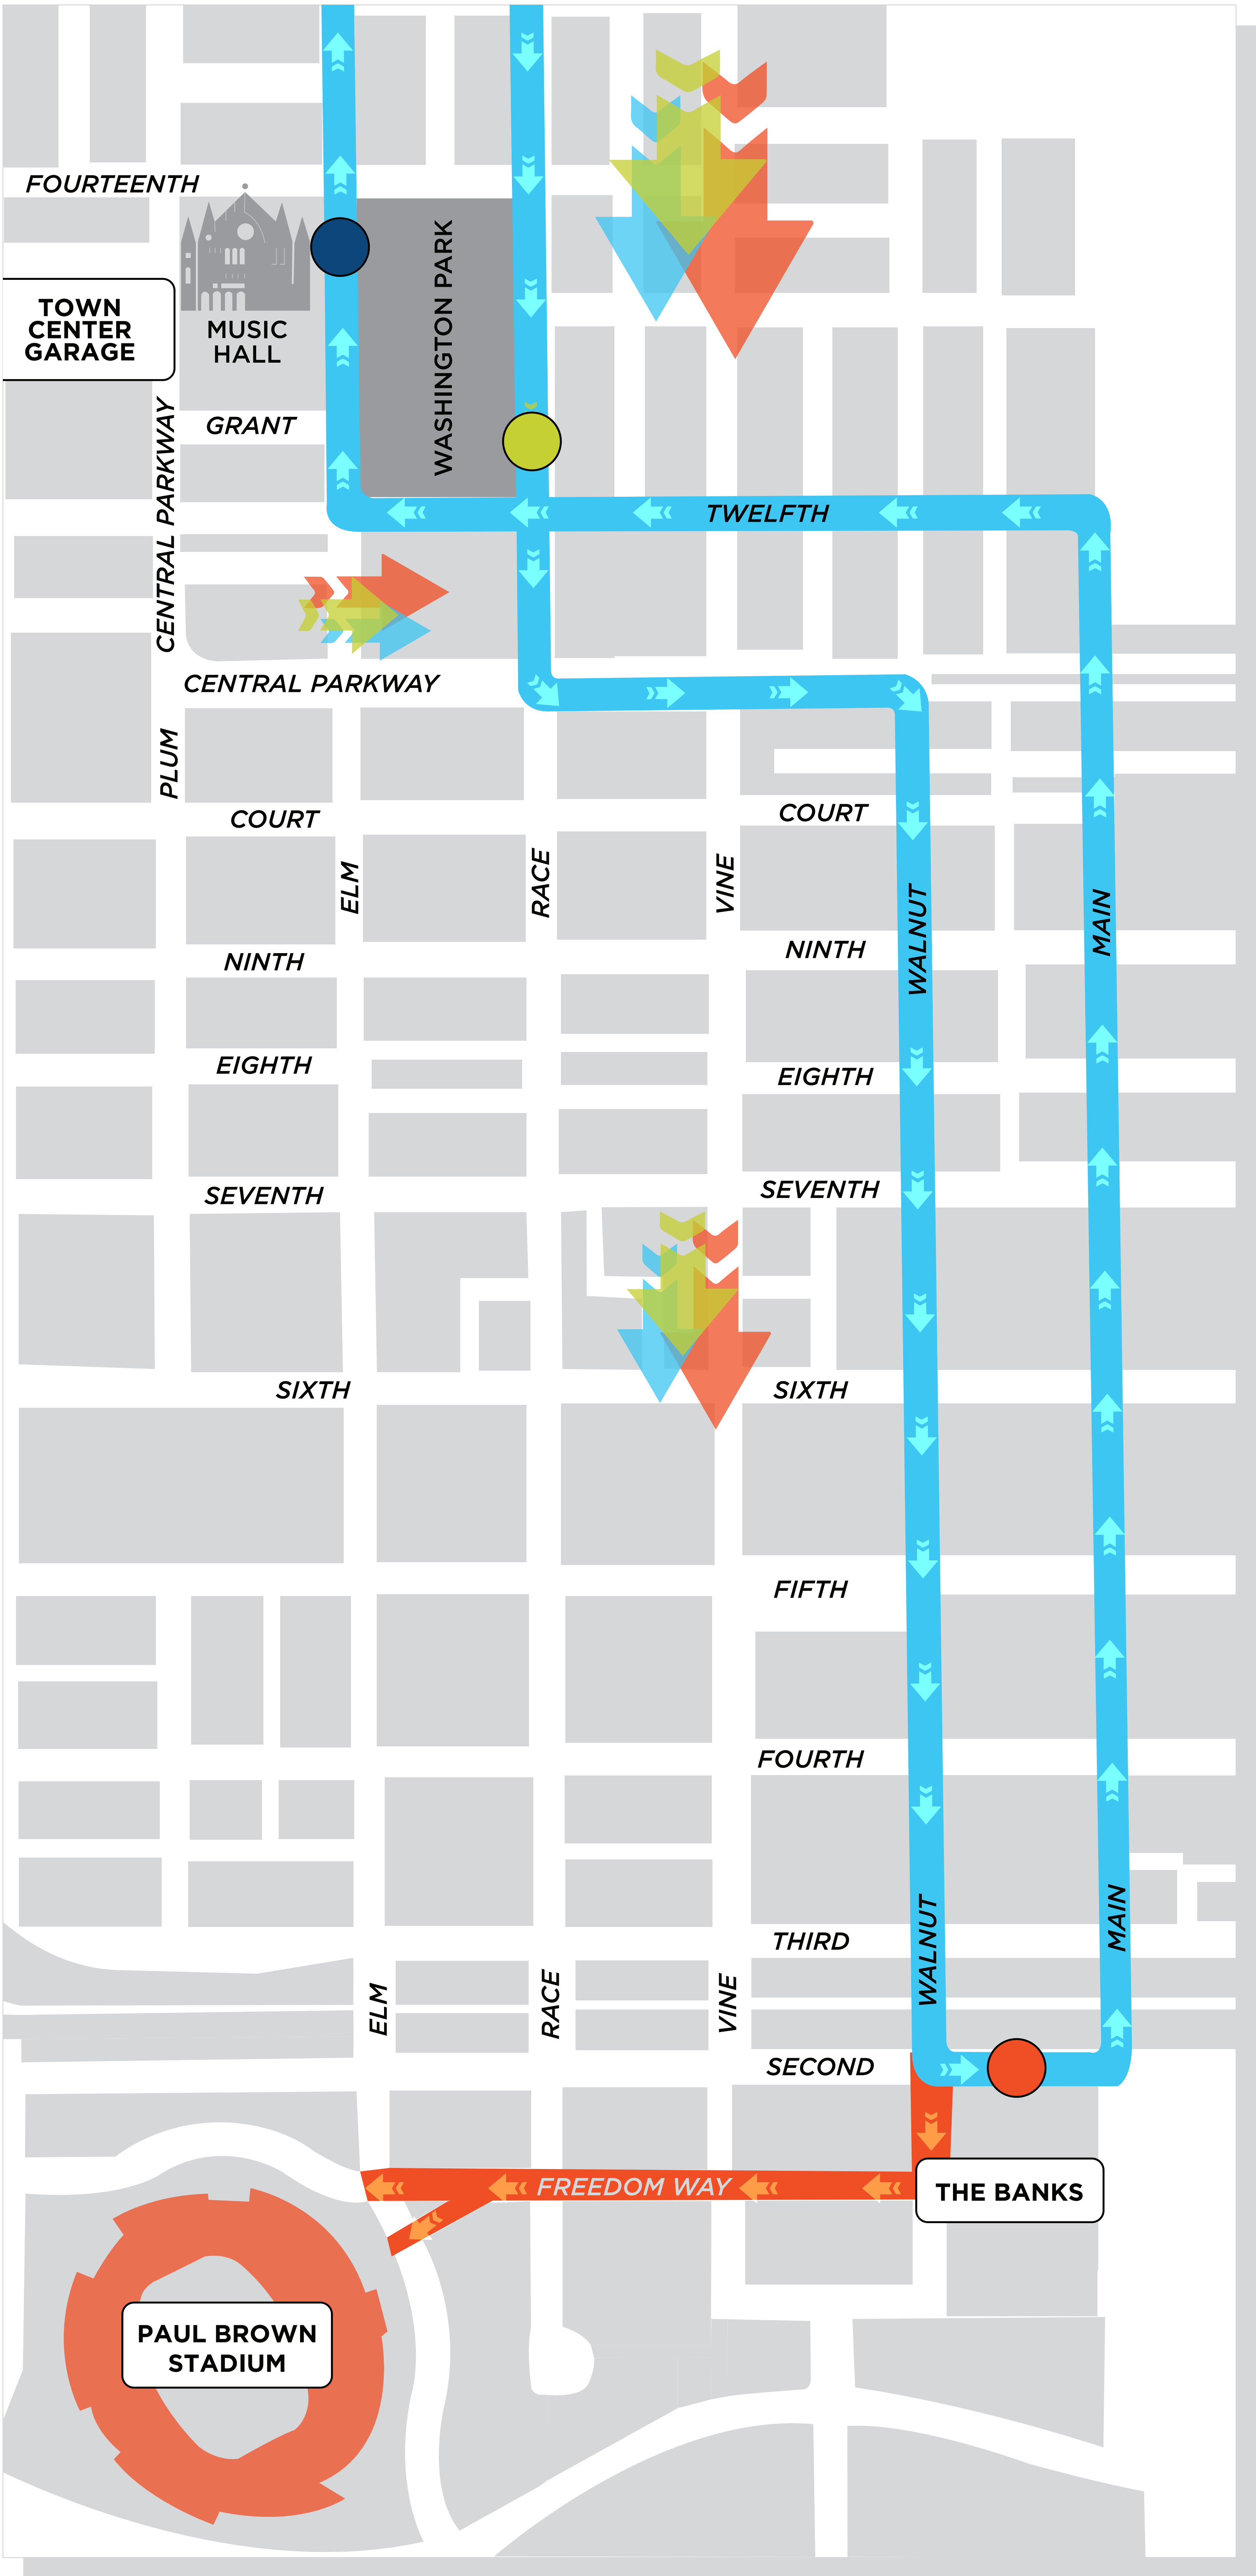 FOURTEENTH
WASHINGTON PARK
TOWN
CENTER
GARAGE
MUSIC
HALL
CENTRAL PARKWAY
GRANT
TWELFTH
CENTRAL PARKWAY
PLUM
COURT
COURT
ELM
RACE
VINE
WALNUT
MAIN
NINTH
NINTH
EIGHTH
EIGHTH
SEVENTH
SEVENTH
SIXTH
SIXTH
FIFTH
FOURTH
THIRD
WALNUT
MAIN
ELM
RACE
VINE
SECOND
FREEDOM WAY
THE BANKS
PAUL BROWN
STADIUM